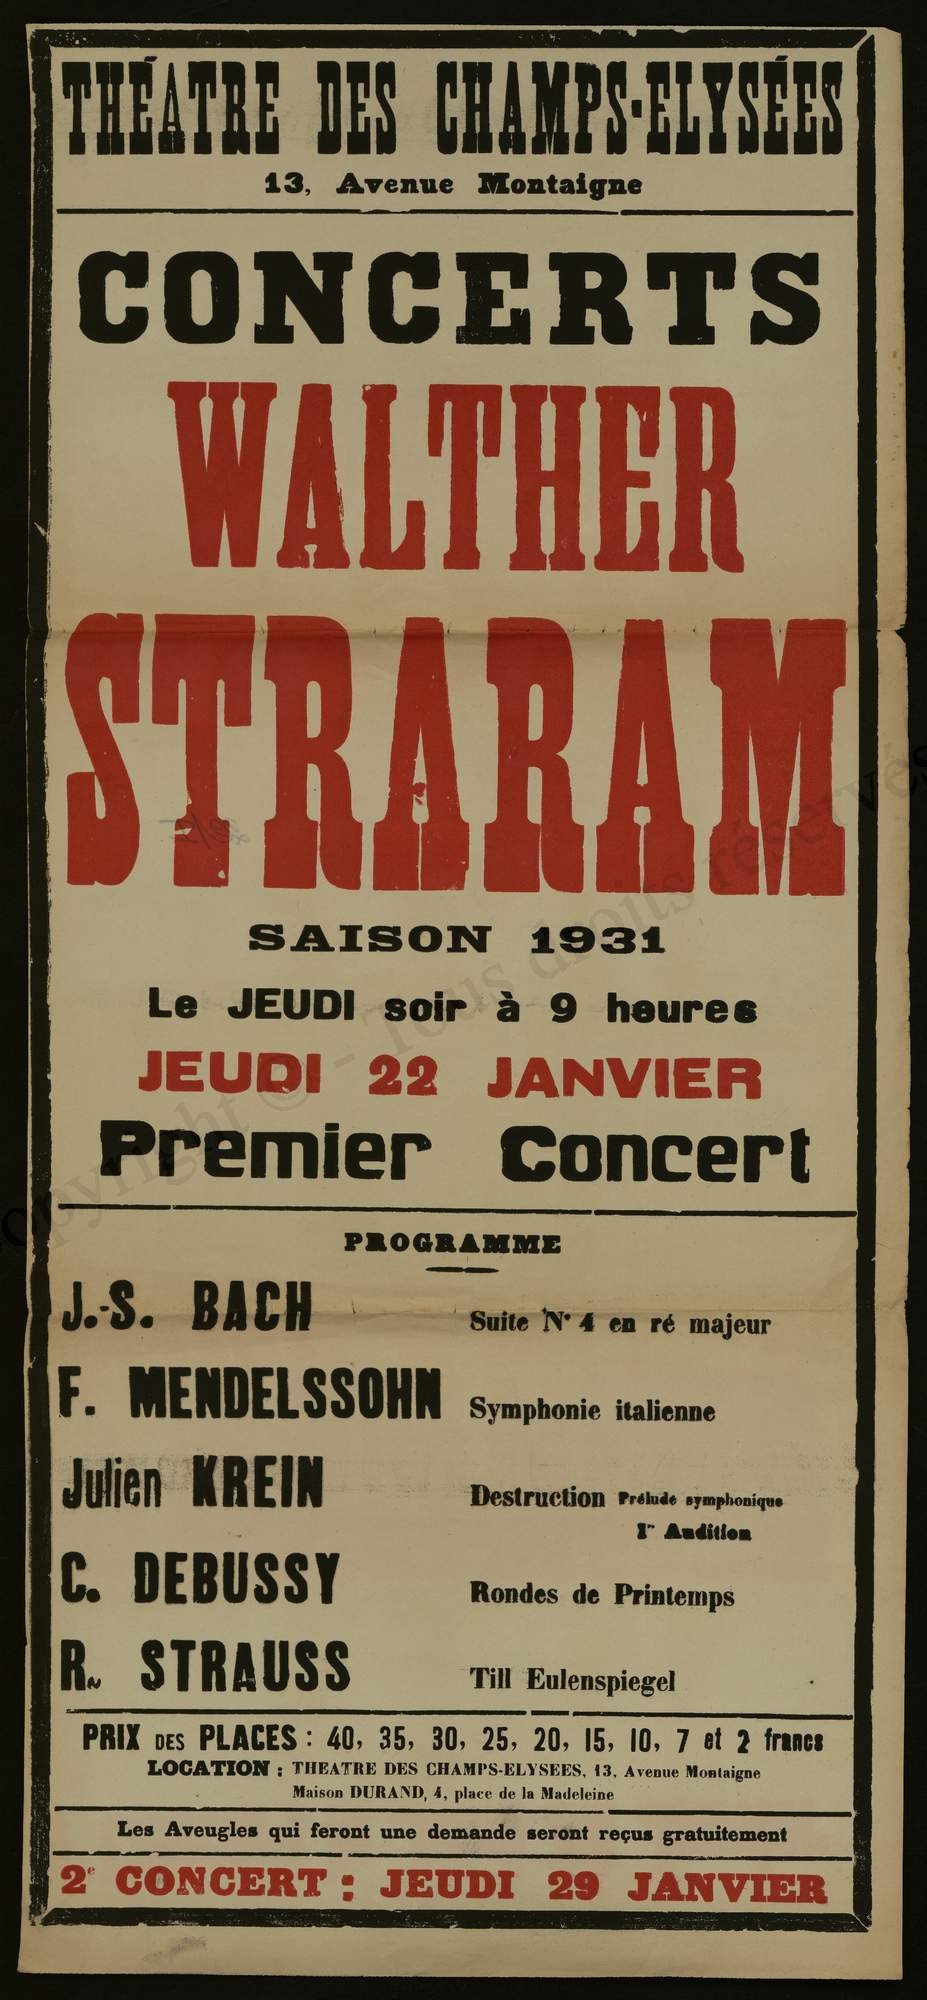 THÉATRE DES CHAMPS-ELYSÉES
13, Avenue Montaigne
CONCERTS
WALTHER
STRARAM
SAISON 1931
Le JEUDI soir à 9 heures
JEUDI 22 JANVIER
Premier Concert
PROGRAMME
J.-S. BACH Suite N° 4 en ré majeur
F. MENDELSSOHN Symphonie italienne
Julien KREIN Destruction Prélude symphonique
1re Audition
C. DEBUSSY Rondes de Printemps
R. STRAUSS Till Eulenspiegel
PRIX DES PLACES : 40, 35, 30, 25, 20, 15, 10, 7 et 2 francs
LOCATION : THEATRE DES CHAMPS-ELYSEES, 13, Avenue Montaigne
Maison DURAND, 4, place de la Madeleine
Les Aveugles qui feront une demande seront reçus gratuitement
2e CONCERT : JEUDI 29 JANVIER
Copyright © - Tous droits réservés